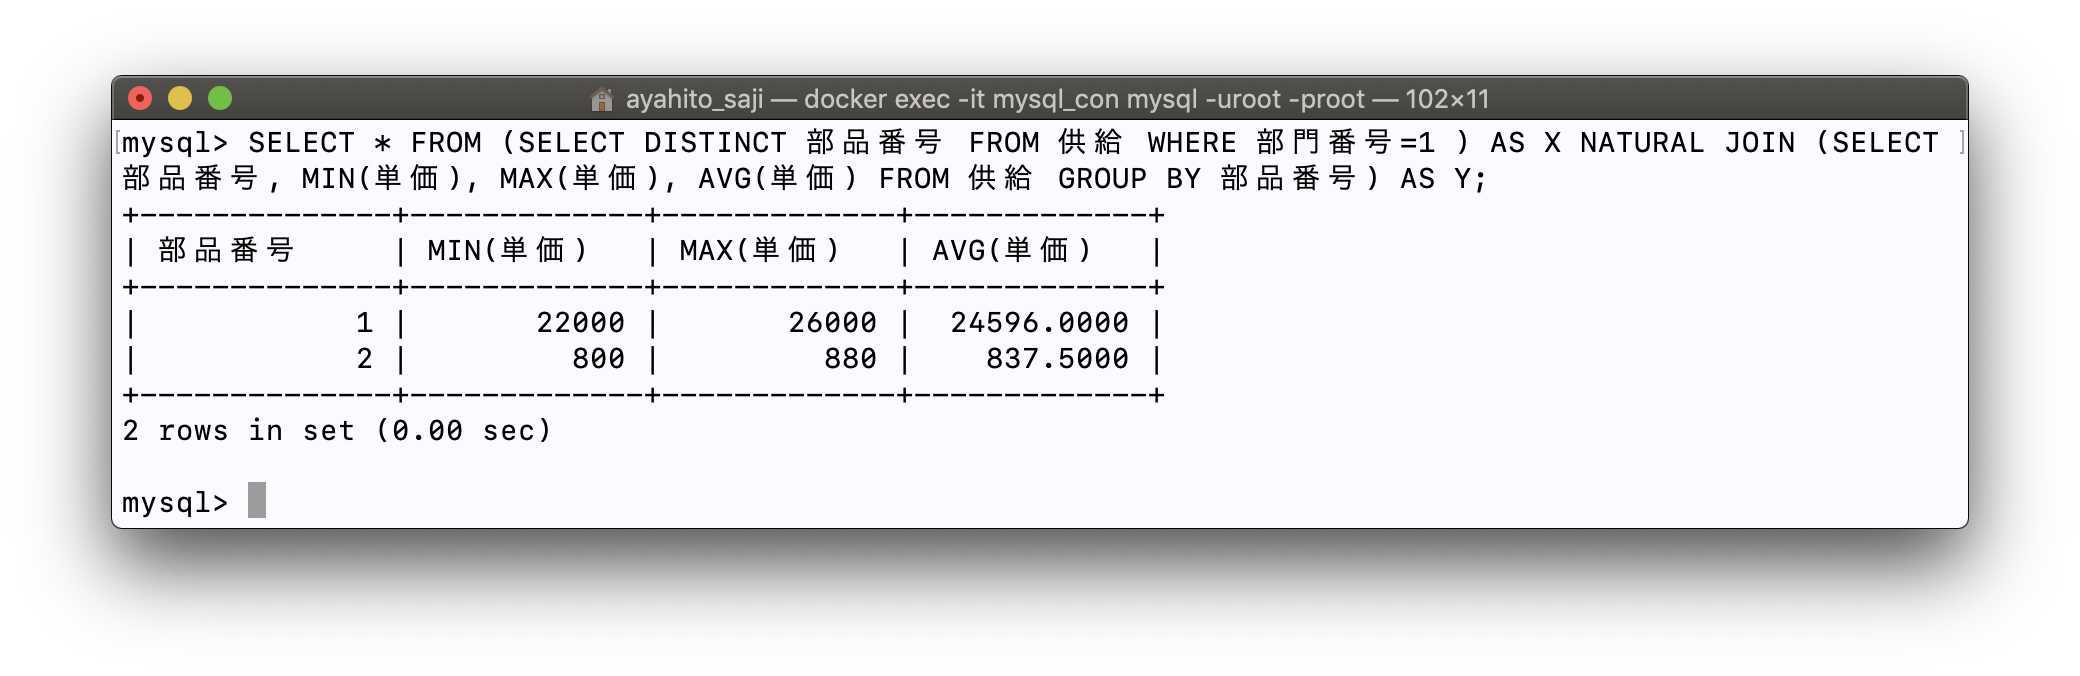 ayahito_saji — docker exec -it mysql_con mysql -uroot -proot — 102×11
mysql> SELECT * FROM (SELECT DISTINCT 部品番号 FROM 供給 WHERE 部門番号=1 ) AS X NATURAL JOIN (SELECT
部品番号, MIN(単価), MAX(単価), AVG(単価) FROM 供給 GROUP BY 部品番号) AS Y;
+--------------+-------------+-------------+-------------+
| 部品番号 | MIN(単価) | MAX(単価) | AVG(単価) |
+--------------+-------------+-------------+-------------+
| 1 | 22000 | 26000 | 24596.0000 |
| 2 | 800 | 880 | 837.5000 |
+--------------+-------------+-------------+-------------+
2 rows in set (0.00 sec)
mysql>